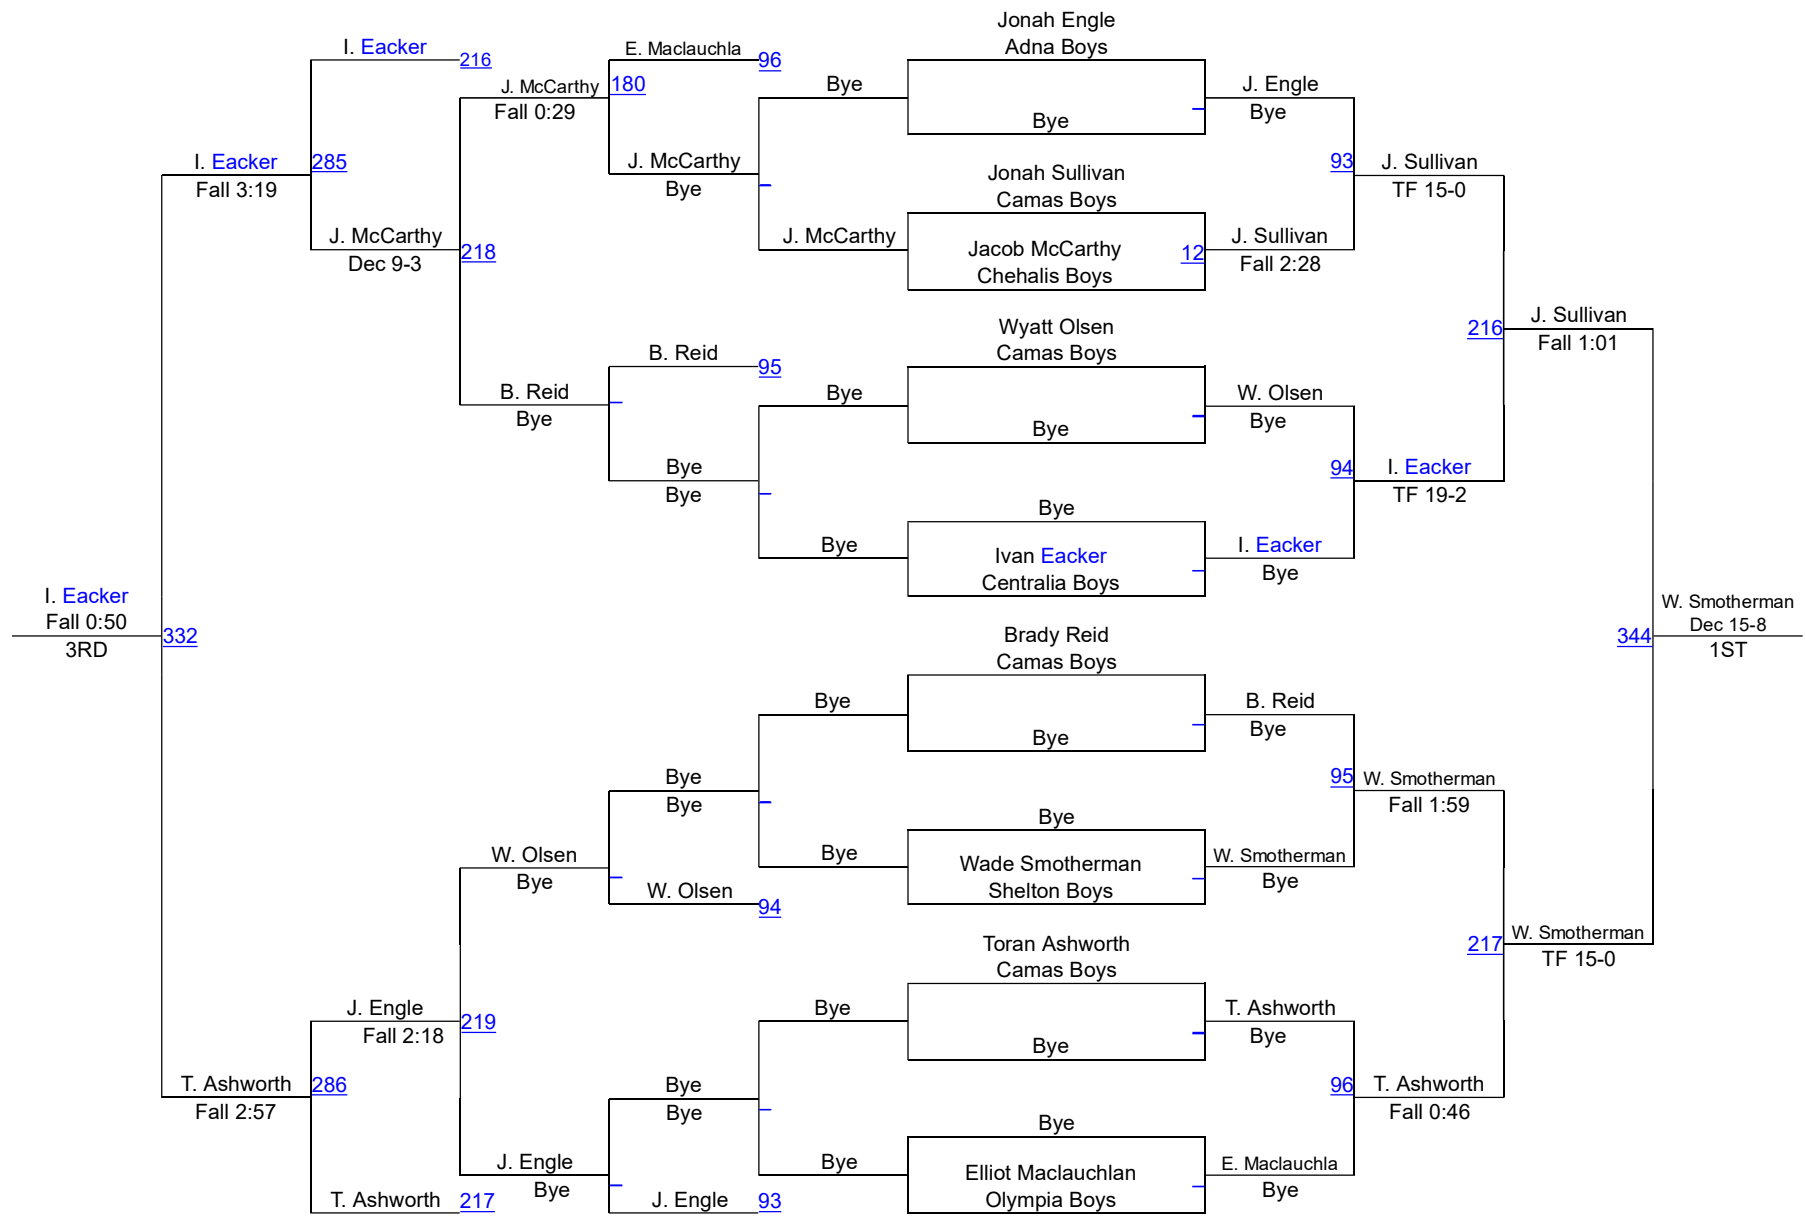 Jonah Engle
Adna Boys
I. Eacker
216
E. Maclauchla
96
J. McCarthy
180
Fall 0:29
Bye
Bye
J. Engle
Bye
I. Eacker
285
Fall 3:19
J. McCarthy
Bye
Jonah Sullivan
Camas Boys
93
J. Sullivan
TF 15-0
J. McCarthy
218
Dec 9-3
J. McCarthy
Jacob McCarthy
Chehalis Boys
12
J. Sullivan
Fall 2:28
Wyatt Olsen
Camas Boys
216
J. Sullivan
Fall 1:01
B. Reid
95
B. Reid
Bye
Bye
Bye
W. Olsen
Bye
Bye
Bye
94
I. Eacker
TF 19-2
Bye
Bye
Ivan Eacker
Centralia Boys
I. Eacker
Bye
I. Eacker
Fall 0:50
332
3RD
Brady Reid
Camas Boys
344
W. Smotherman
Dec 15-8
1ST
Bye
Bye
B. Reid
Bye
Bye
Bye
95
W. Smotherman
Fall 1:59
Bye
Bye
Wade Smotherman
Shelton Boys
W. Smotherman
Bye
W. Olsen
Bye
W. Olsen
94
Toran Ashworth
Camas Boys
217
W. Smotherman
TF 15-0
J. Engle
219
Fall 2:18
Bye
Bye
T. Ashworth
Bye
T. Ashworth
286
Fall 2:57
Bye
Bye
96
T. Ashworth
Fall 0:46
Bye
J. Engle
Bye
Bye
Elliot Maclauchlan
Olympia Boys
E. Maclauchla
Bye
T. Ashworth
217
J. Engle
93